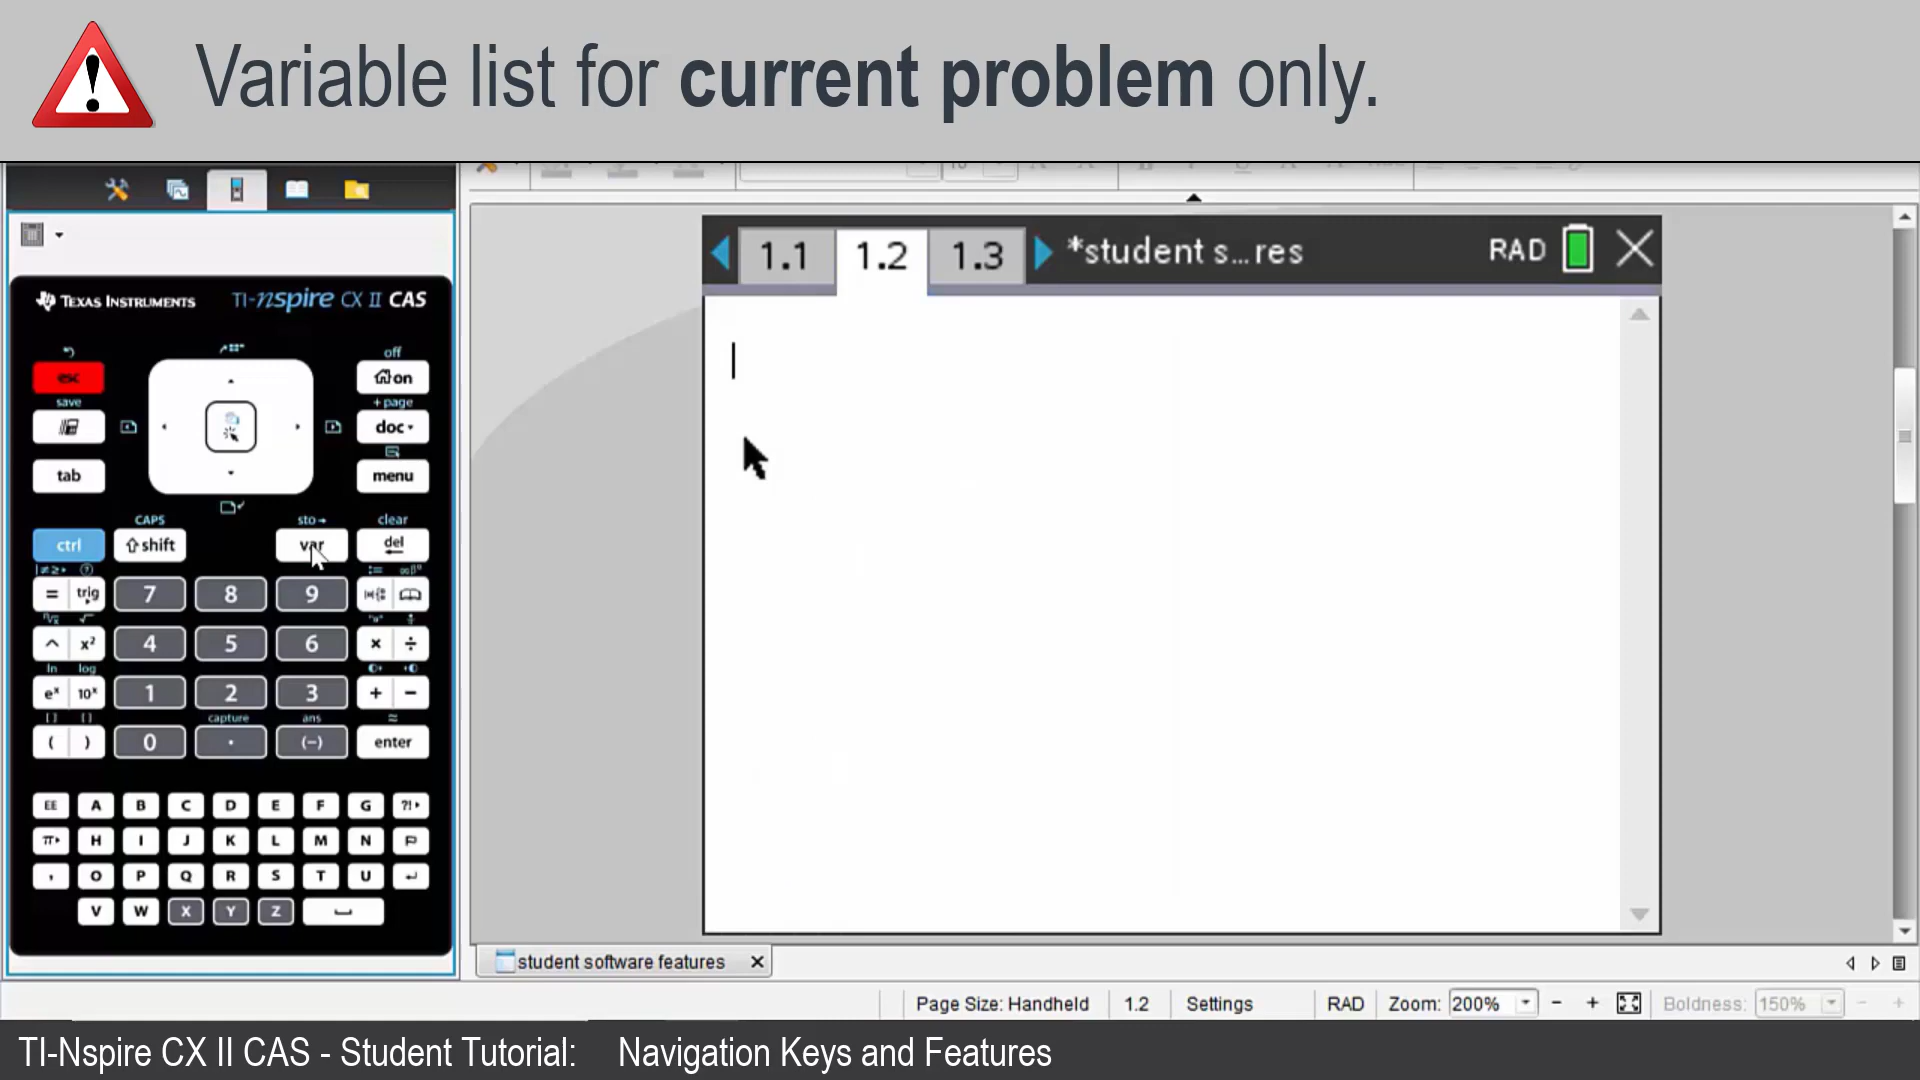 Variable list for current problem only.
1.1 1.2 1.3 *student s...res RAD
TEXAS INSTRUMENTS TI-nspire CX II CAS
off
esc on
save + page
doc
tab menu
CAPS sto→ clear
ctrl shift var del
= trig 7 8 9
^ x² 4 5 6 × ÷
ln log
eˣ 10ˣ 1 2 3 + −
[ ] { } capture ans ≈
( ) 0 . (−) enter
EE A B C D E F G ?!▸
π▸ H I J K L M N
, O P Q R S T U ↵
V W X Y Z
student software features
Page Size: Handheld 1.2 Settings RAD Zoom: 200% − + Boldness: 150% − +
TI-Nspire CX II CAS - Student Tutorial: Navigation Keys and Features